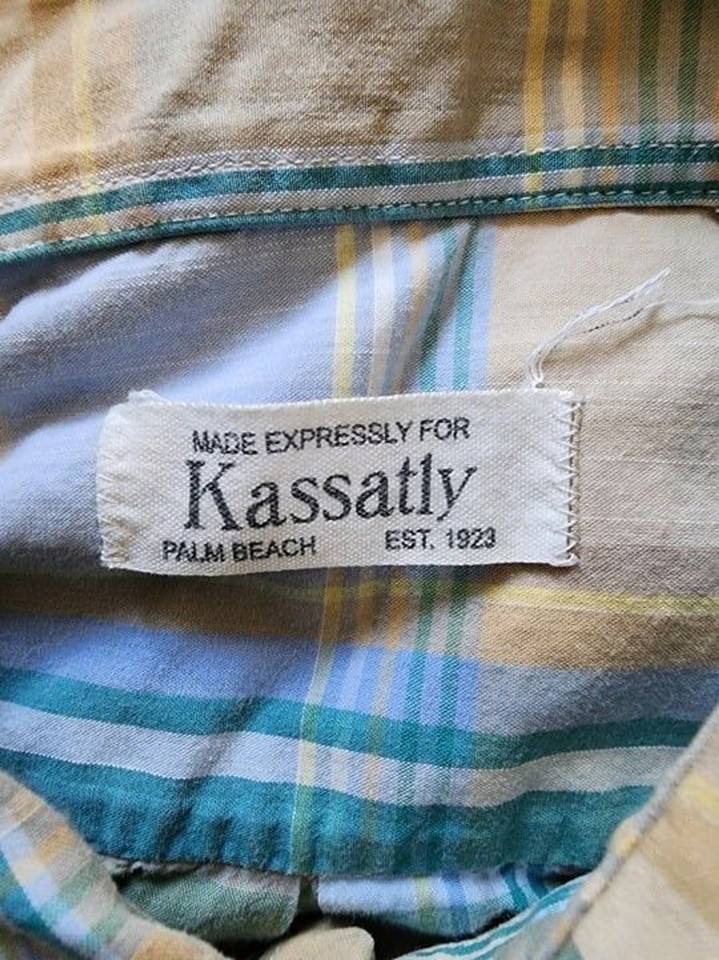 MADE EXPRESSLY FOR
Kassatly
PALM BEACH EST. 1923